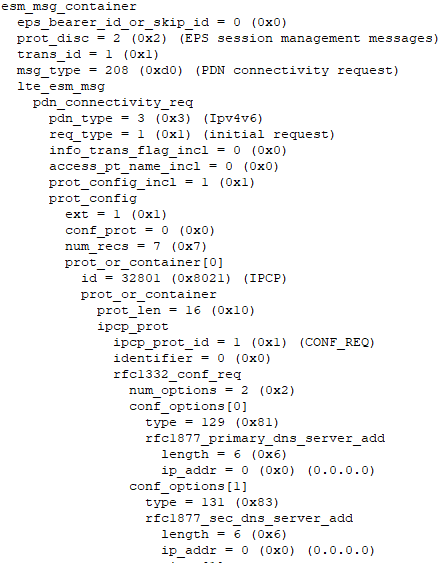 esm_msg_container
eps_bearer_id_or_skip_id = 0 (0x0)
prot_disc = 2 (0x2) (EPS session management messages)
trans_id = 1 (0x1)
msg_type = 208 (0xd0) (PDN connectivity request)
lte_esm_msg
pdn_connectivity_req
pdn_type = 3 (0x3) (Ipv4v6)
req_type = 1 (0x1) (initial request)
info_trans_flag_incl = 0 (0x0)
access_pt_name_incl = 0 (0x0)
prot_config_incl = 1 (0x1)
prot_config
ext = 1 (0x1)
conf_prot = 0 (0x0)
num_recs = 7 (0x7)
prot_or_container[0]
id = 32801 (0x8021) (IPCP)
prot_or_container
prot_len = 16 (0x10)
ipcp_prot
ipcp_prot_id = 1 (0x1) (CONF_REQ)
identifier = 0 (0x0)
rfc1332_conf_req
num_options = 2 (0x2)
conf_options[0]
type = 129 (0x81)
rfc1877_primary_dns_server_add
length = 6 (0x6)
ip_addr = 0 (0x0) (0.0.0.0)
conf_options[1]
type = 131 (0x83)
rfc1877_sec_dns_server_add
length = 6 (0x6)
ip_addr = 0 (0x0) (0.0.0.0)